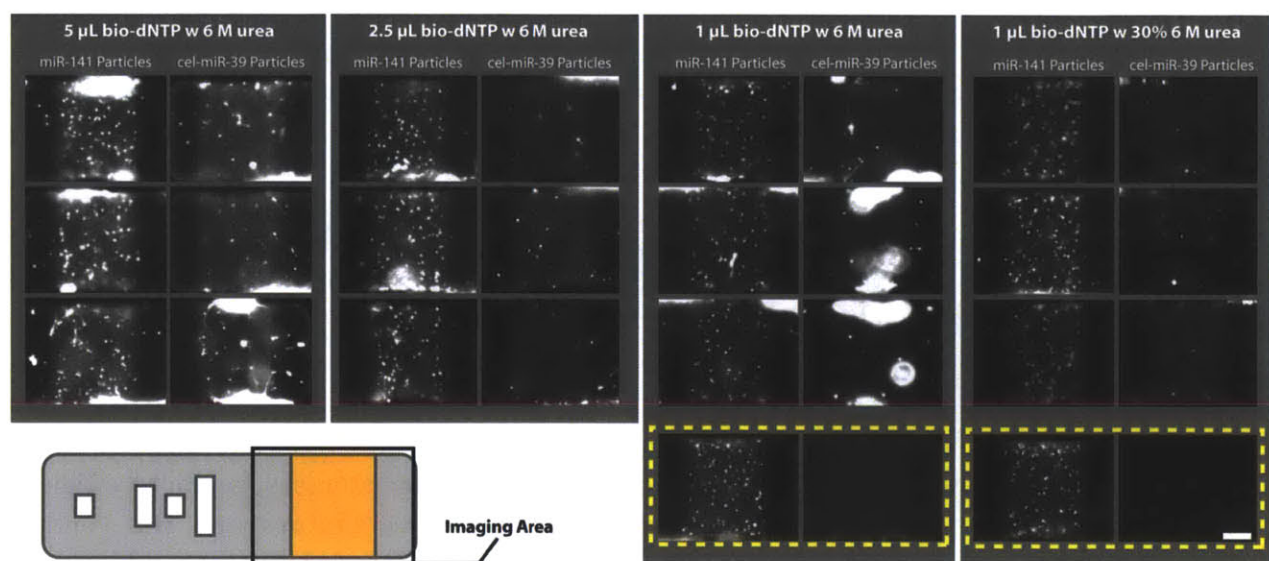 5 µL bio-dNTP w 6 M urea
miR-141 Particles cel-miR-39 Particles
2.5 µL bio-dNTP w 6 M urea
miR-141 Particles cel-miR-39 Particles
1 µL bio-dNTP w 6 M urea
miR-141 Particles cel-miR-39 Particles
1 µL bio-dNTP w 30% 6 M urea
miR-141 Particles cel-miR-39 Particles
Imaging Area